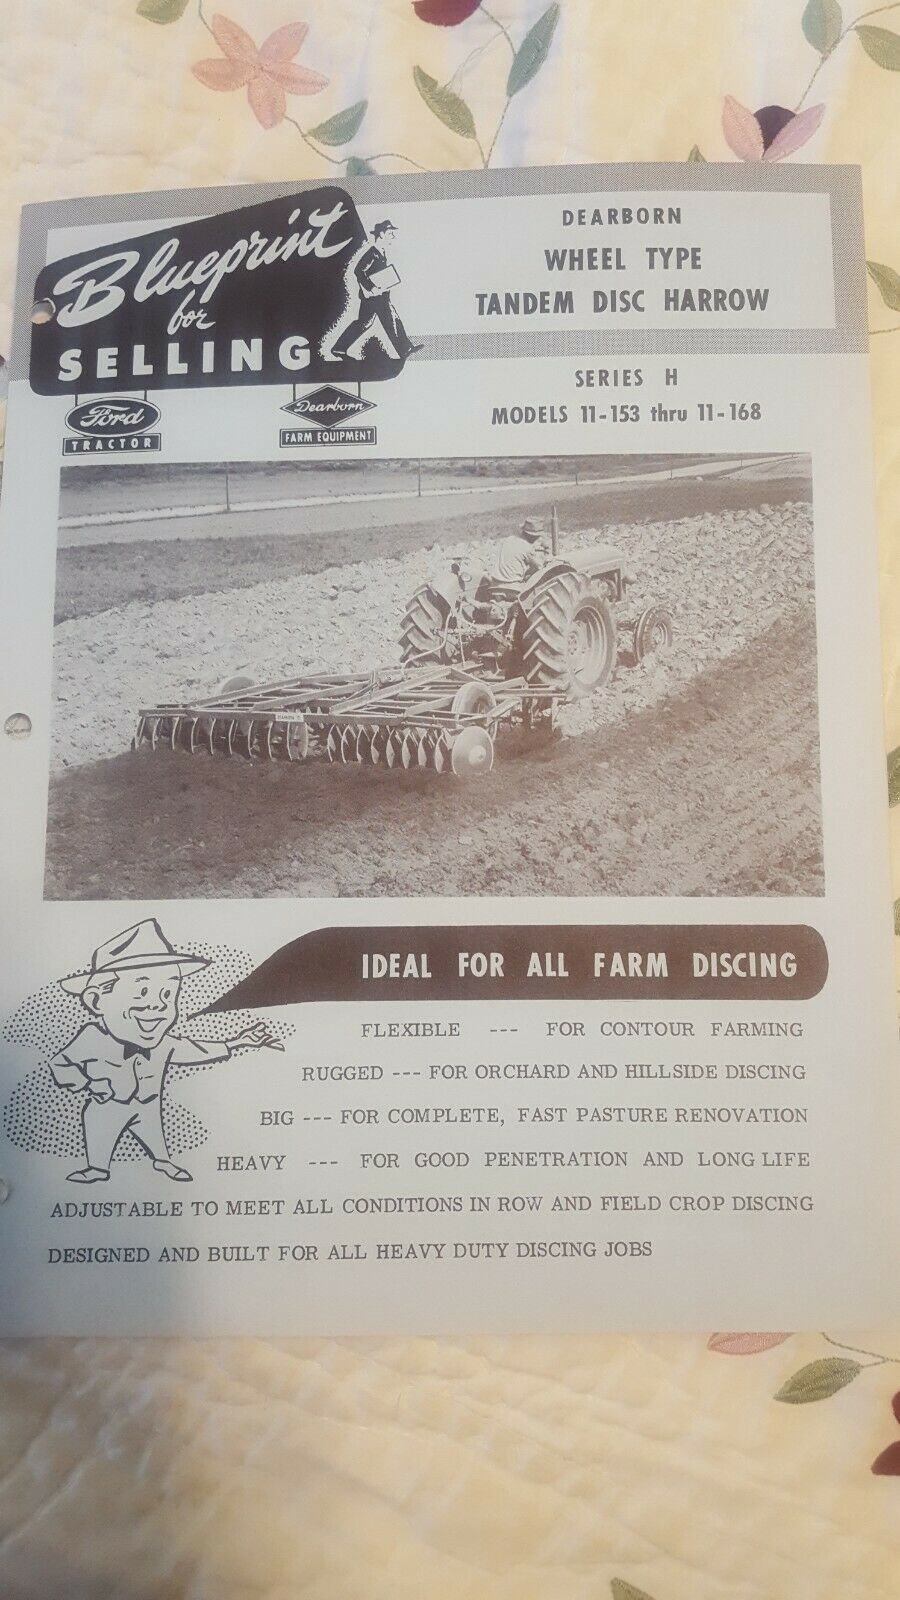 Blueprint
for
SELLING
Ford
TRACTOR
Dearborn
FARM EQUIPMENT
DEARBORN
WHEEL TYPE
TANDEM DISC HARROW
SERIES H
MODELS 11-153 thru 11-168
IDEAL FOR ALL FARM DISCING
FLEXIBLE --- FOR CONTOUR FARMING
RUGGED --- FOR ORCHARD AND HILLSIDE DISCING
BIG --- FOR COMPLETE, FAST PASTURE RENOVATION
HEAVY --- FOR GOOD PENETRATION AND LONG LIFE
ADJUSTABLE TO MEET ALL CONDITIONS IN ROW AND FIELD CROP DISCING
DESIGNED AND BUILT FOR ALL HEAVY DUTY DISCING JOBS